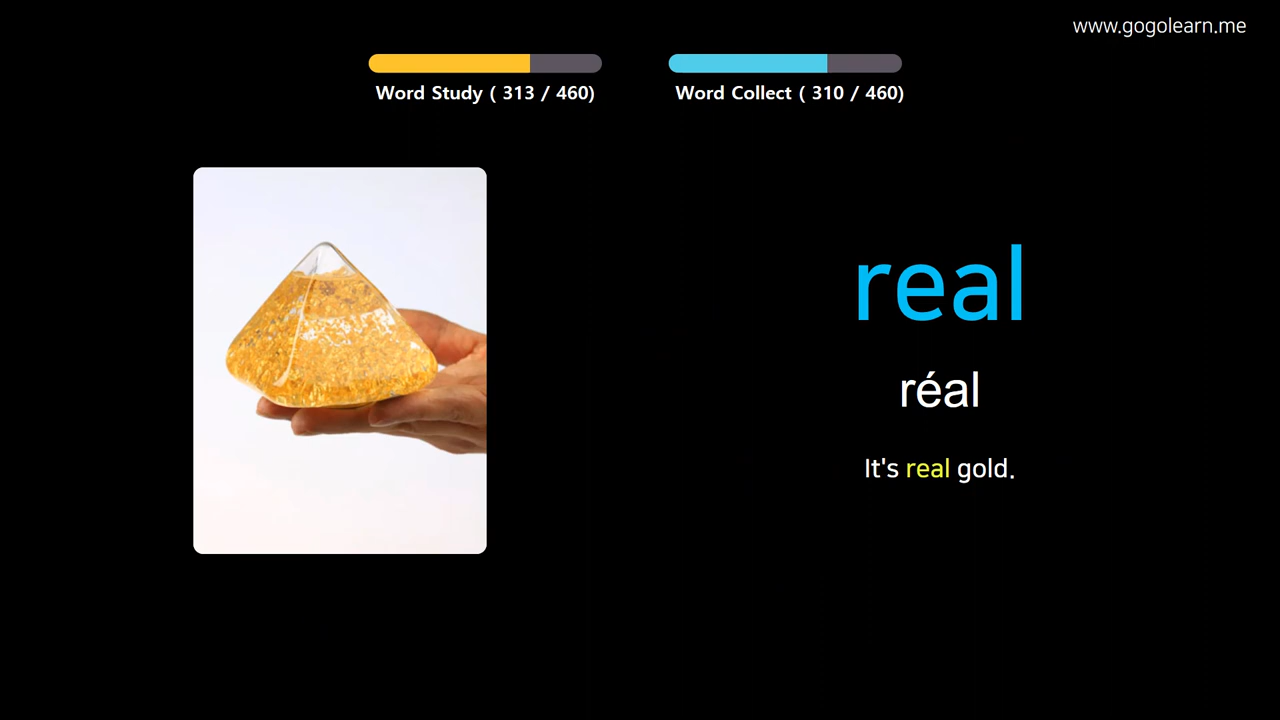 www.gogolearn.me
Word Study ( 313 / 460)
Word Collect ( 310 / 460)
real
réal
It's real gold.